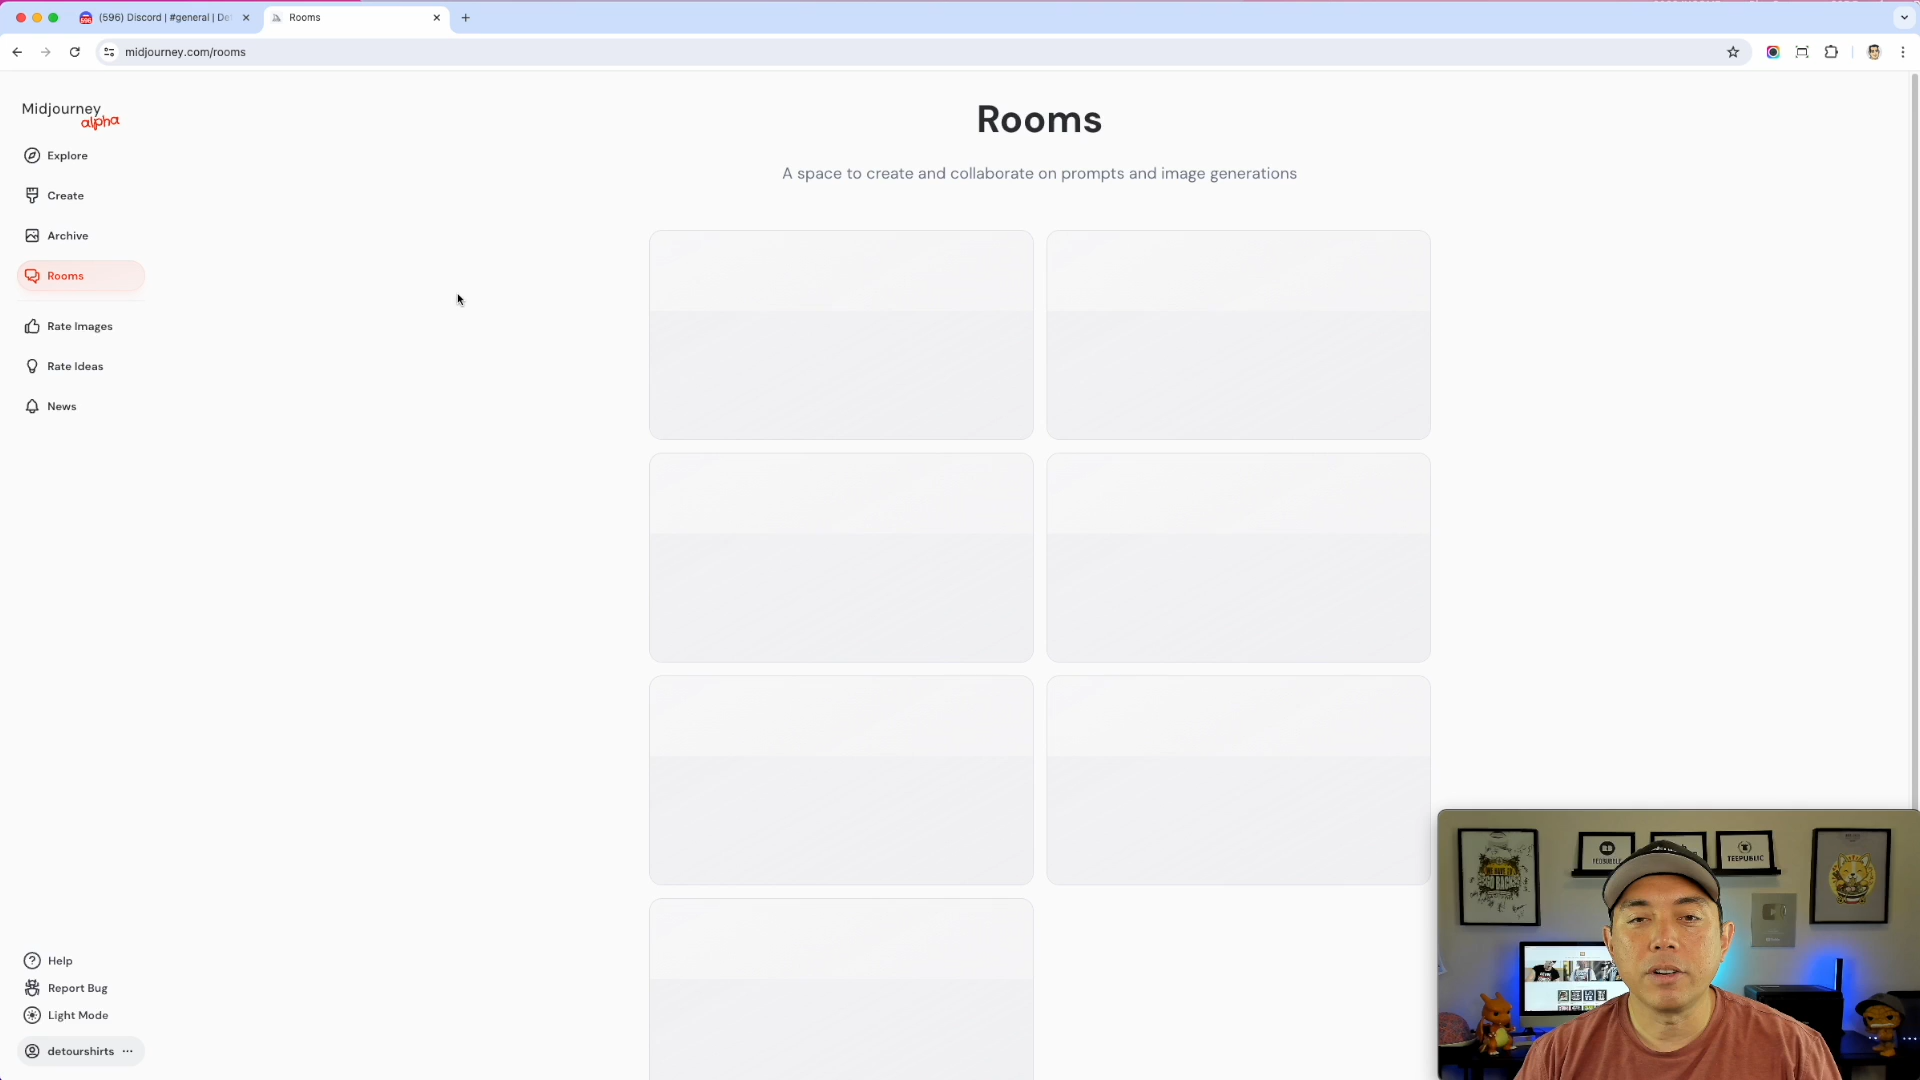 (596) Discord | #general | De
Rooms
midjourney.com/rooms
Midjourney
alpha
Explore
Create
Archive
Rooms
Rate Images
Rate Ideas
News
Help
Report Bug
Light Mode
detourshirts
Rooms
A space to create and collaborate on prompts and image generations
TEEPUBLIC